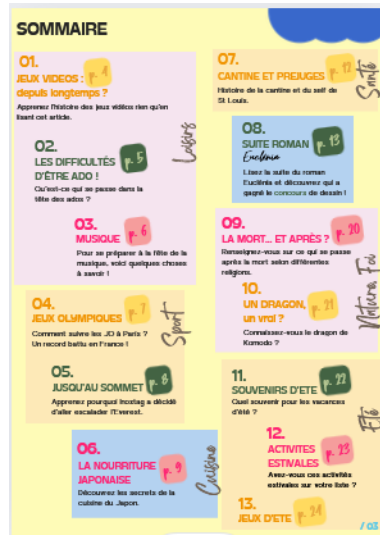 SOMMAIRE
01.
JEUX VIDEOS : p. 4
depuis longtemps ?
Apprenez l'histoire des jeux vidéos rien qu'en
lisant cet article.
Loisirs
02.
LES DIFFICULTÉS p. 5
D'ÊTRE ADO !
Qu'est-ce qui se passe dans la
tête des ados ?
03.
MUSIQUE p. 6
Pour se préparer à la fête de la
musique, voici quelques choses
à savoir !
04.
JEUX OLYMPIQUES p. 7
Comment suivre les JO à Paris ?
Un record battu en France !
Sport
05.
JUSQU'AU SOMMET p. 8
Apprenez pourquoi Inoxtag a décidé
d'aller escalader l'Everest.
06.
LA NOURRITURE p. 9
JAPONAISE
Découvrez les secrets de la
cuisine du Japon.
Cuisine
07.
CANTINE ET PREJUGES p. 12
Histoire de la cantine et du self de
St Louis.
Santé
08.
SUITE ROMAN p. 13
Euclénia
Lisez la suite du roman
Euclénia et découvrez qui a
gagné le concours de dessin !
09.
LA MORT... ET APRÈS ? p. 20
Renseignez-vous sur ce qui se passe
après la mort selon différentes
religions.
Nature, Foi
10.
UN DRAGON, p. 21
un vrai ?
Connaissez-vous le dragon de
Komodo ?
11.
SOUVENIRS D'ETE p. 22
Quel souvenir pour les vacances
d'été ?
Été
12.
ACTIVITES p. 23
ESTIVALES
Avez-vous ces activités
estivales sur votre liste ?
13.
JEUX D'ETE p. 24
/ 03